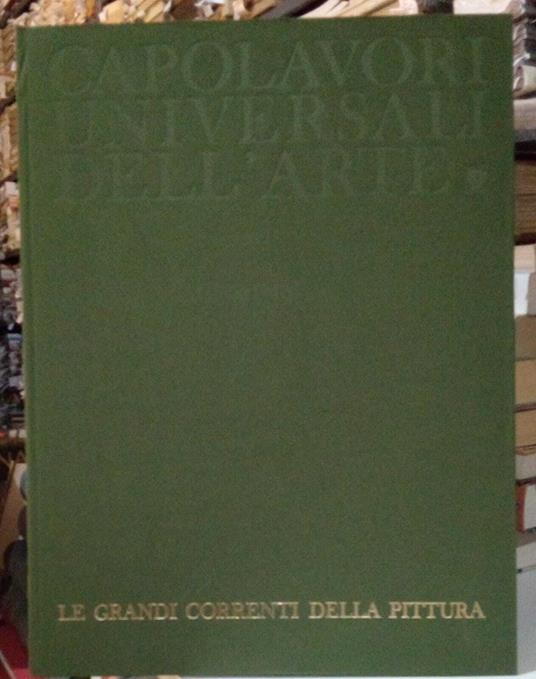 CAPOLAVORI
UNIVERSALI
DELL'ARTE
LE GRANDI CORRENTI DELLA PITTURA